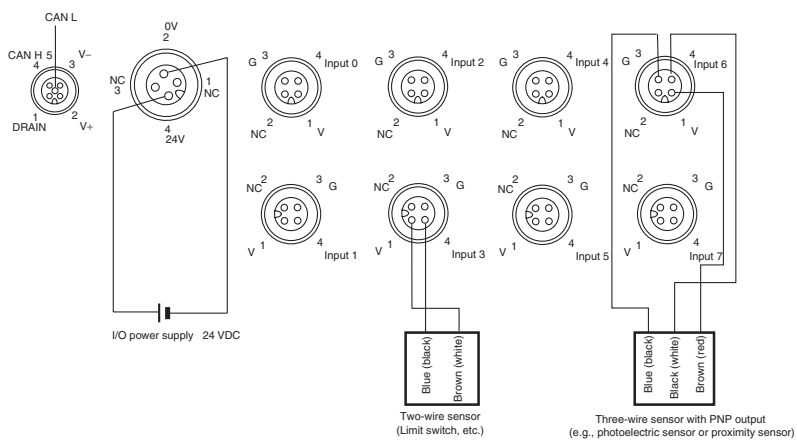 CAN L
CAN H 5
4 3 V–
1 2 V+
DRAIN
0V
2
NC
3
1
NC
4
24V
I/O power supply 24 VDC
G 3 4 Input 0
NC 2 1 V
G 3 4 Input 2
NC 2 1 V
G 3 4 Input 4
NC 2 1 V
G 3 4 Input 6
NC 2 1 V
NC 2 3 G
V 1 4
Input 1
NC 2 3 G
V 1 4
Input 3
NC 2 3 G
V 1 4
Input 5
NC 2 3 G
V 1 4
Input 7
Blue (black)
Brown (white)
Two-wire sensor
(Limit switch, etc.)
Blue (black)
Black (white)
Brown (red)
Three-wire sensor with PNP output
(e.g., photoelectric sensor or proximity sensor)